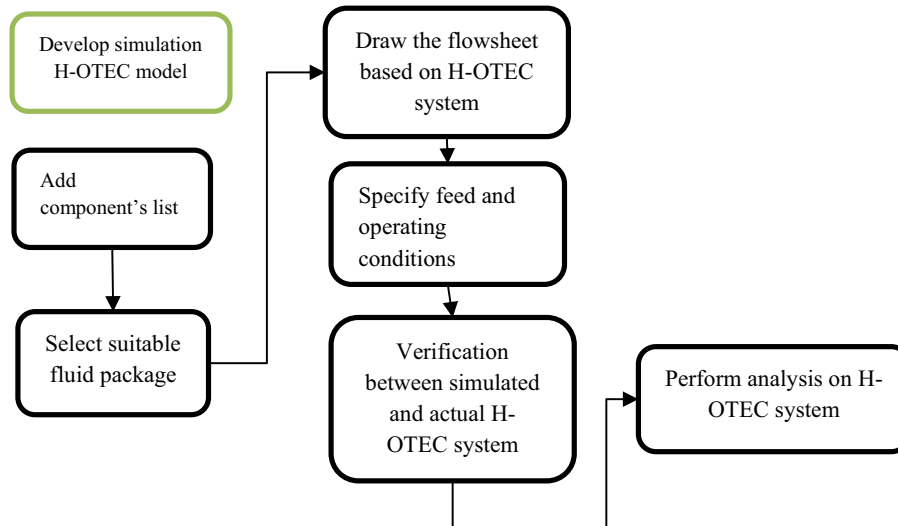 Develop simulation
H-OTEC model
Add
component’s list
Select suitable
fluid package
Draw the flowsheet
based on H-OTEC
system
Specify feed and
operating
conditions
Verification
between simulated
and actual H-
OTEC system
Perform analysis on H-
OTEC system